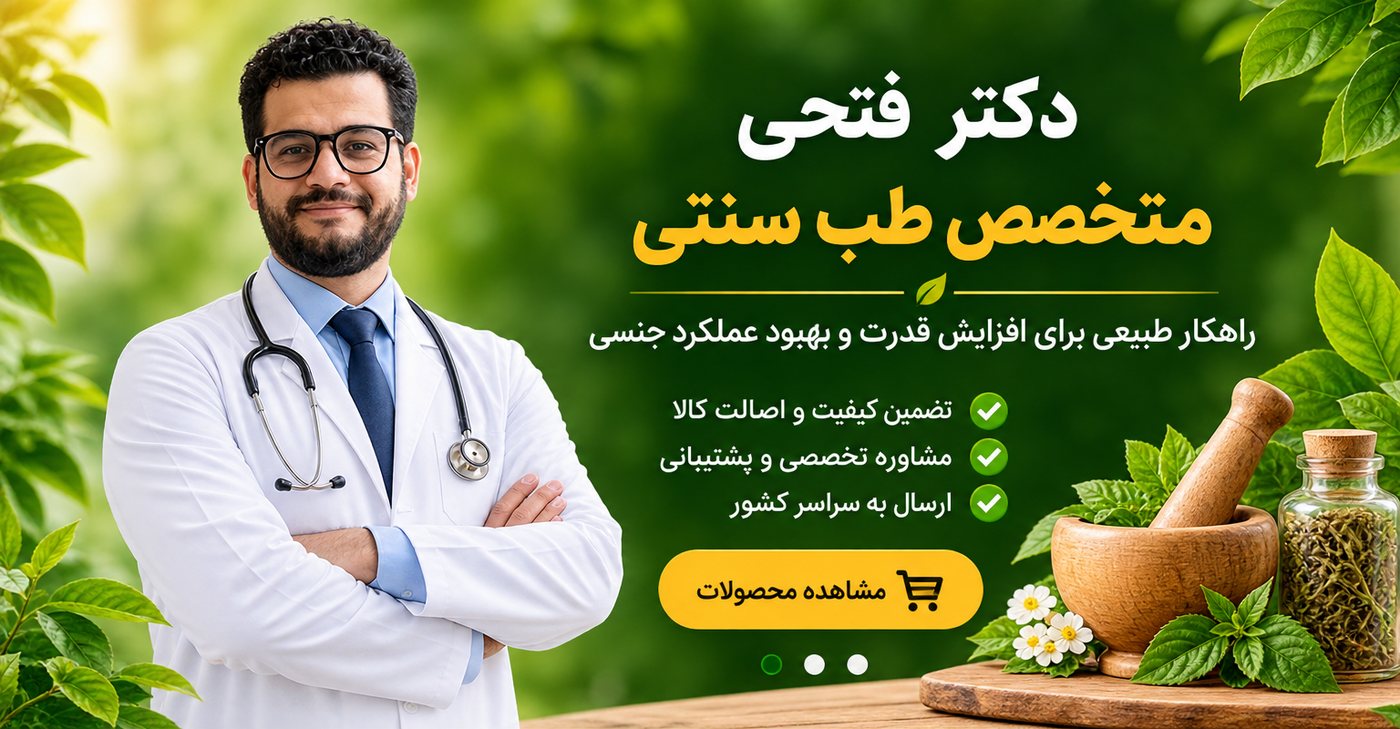 دکتر فتحی
متخصص طب سنتی
راهکار طبیعی برای افزایش قدرت و بهبود عملکرد جنسی
تضمین کیفیت و اصالت کالا
مشاوره تخصصی و پشتیبانی
ارسال به سراسر کشور
مشاهده محصولات